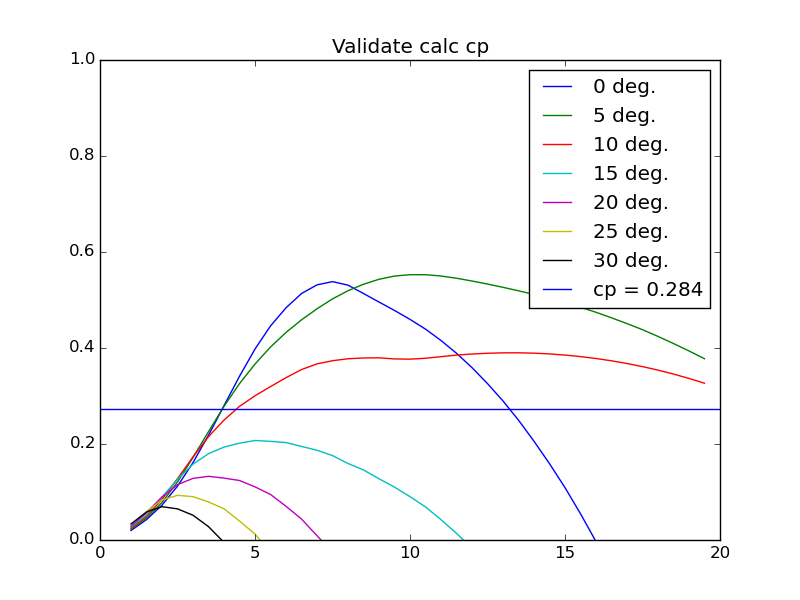 Validate calc cp
1.0
0.8
0.6
0.4
0.2
0.0
0 deg.
5 deg.
10 deg.
15 deg.
20 deg.
25 deg.
30 deg.
cp = 0.284
0 5 10 15 20